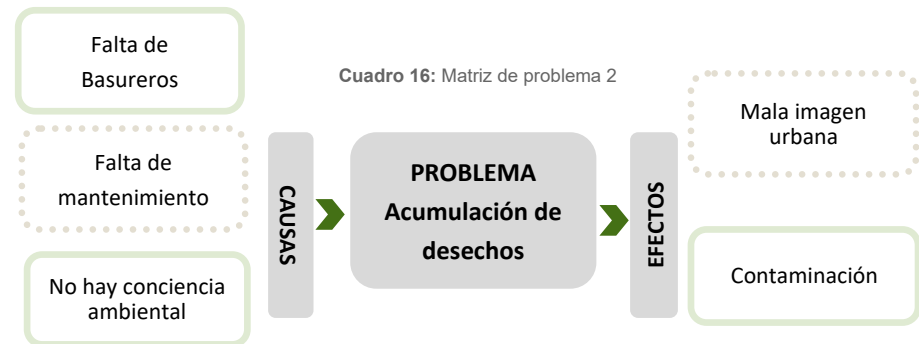 Cuadro 16: Matriz de problema 2
Falta de
Basureros
Falta de
mantenimiento
No hay conciencia
ambiental
CAUSAS
PROBLEMA
Acumulación de
desechos
EFECTOS
Mala imagen
urbana
Contaminación